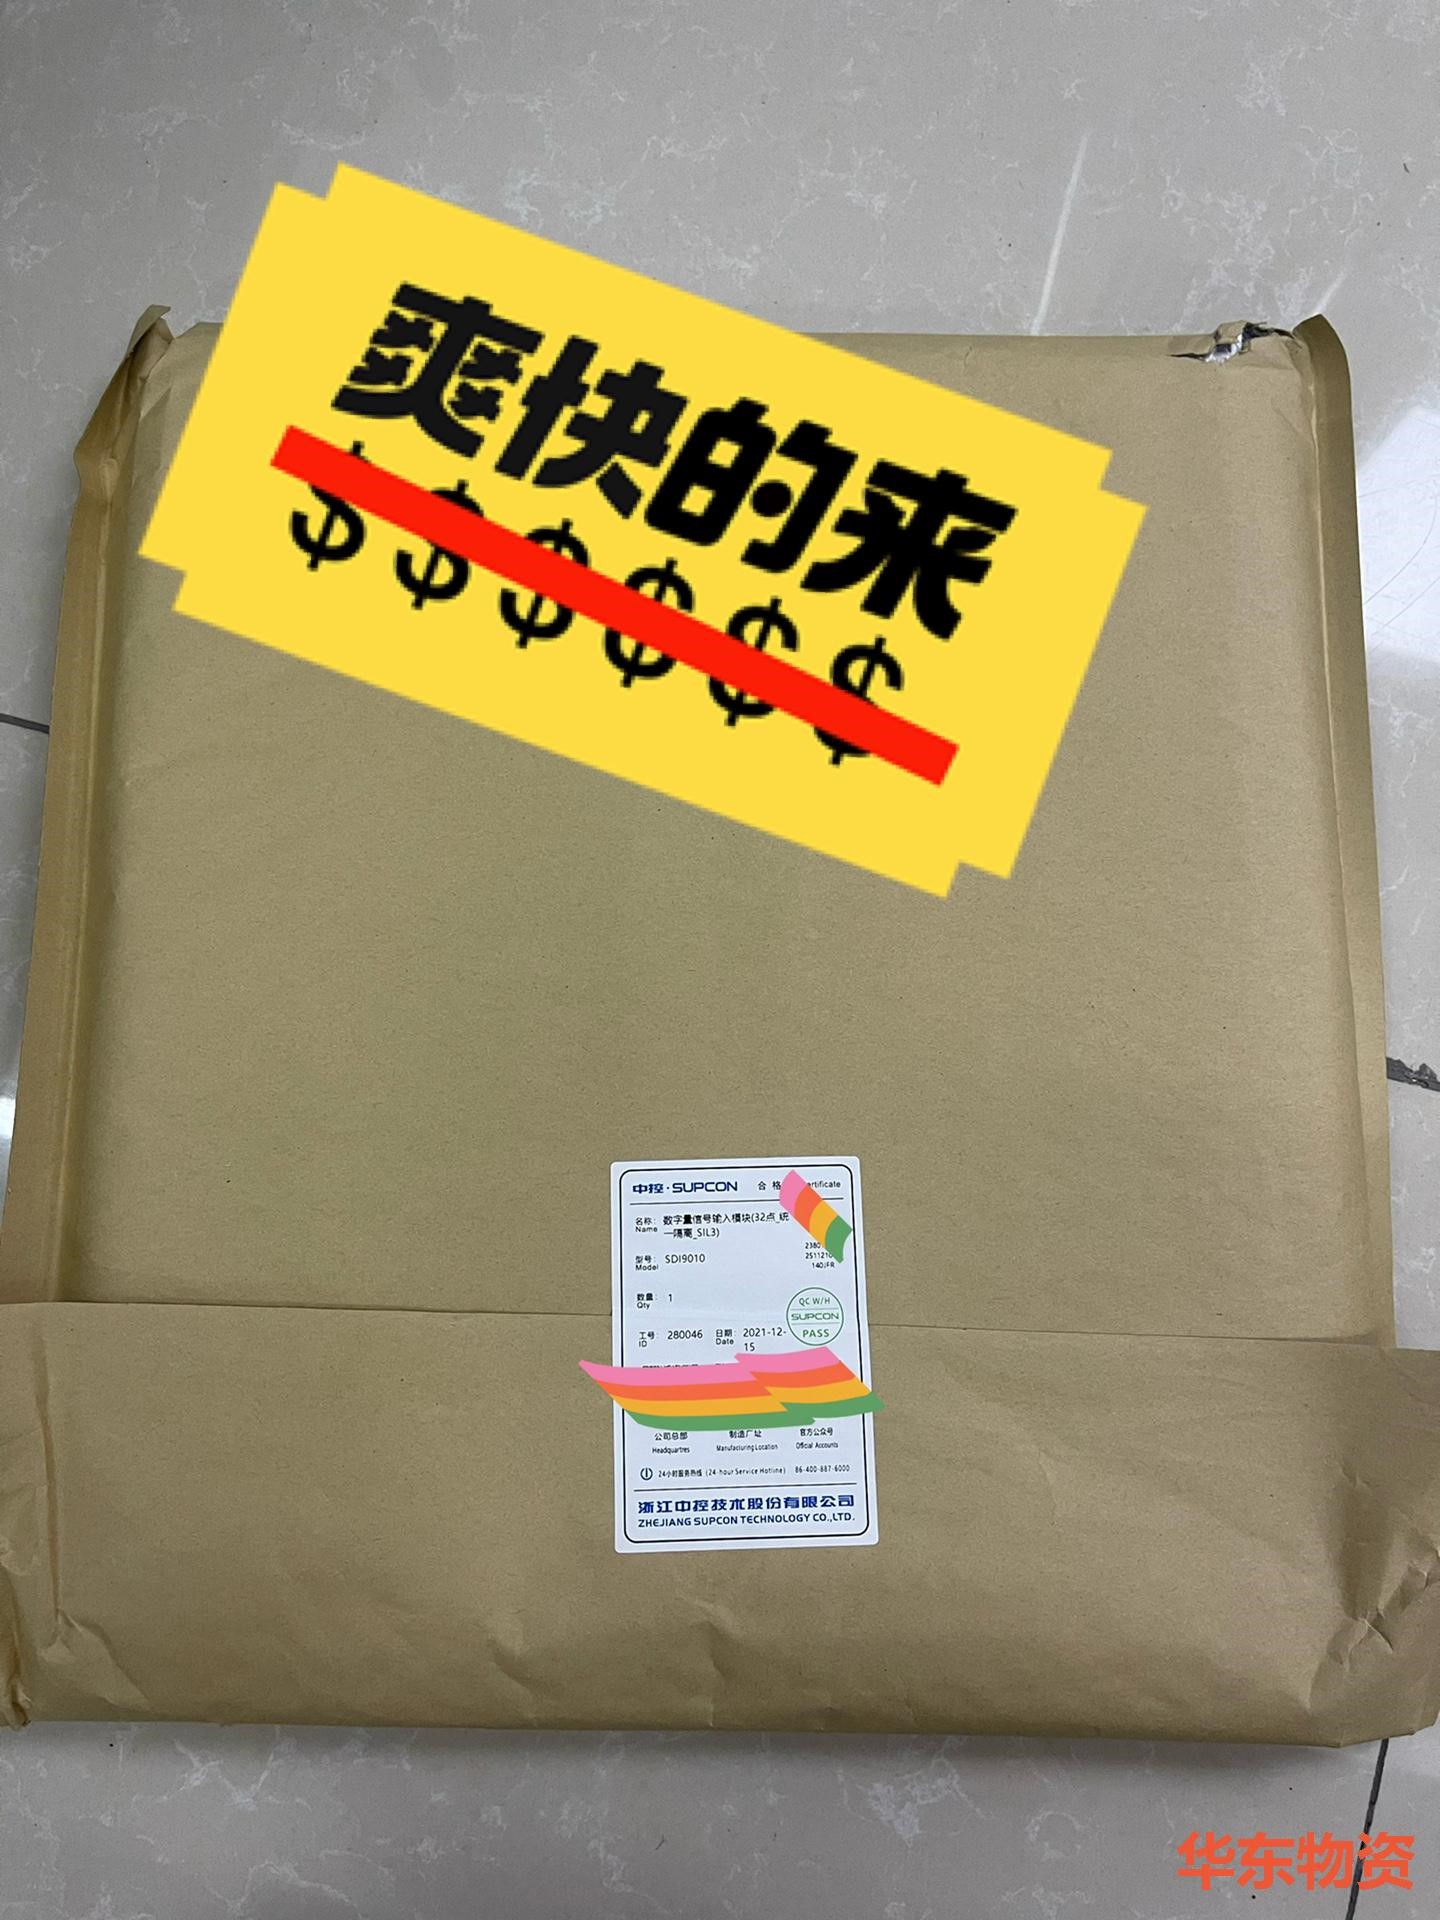 爽快的来
$$$$$$
中控·SUPCON 合格 ertificate
名称: 数字量信号输入模块(32点_统
Name 一隔离_SIL3)
型号: SDI9010
Model
2511210
140JFR
数量: 1
Qty
QC W/H
SUPCON
PASS
工号: 280046 日期: 2021-12-
ID Date 15
公司总部 制造厂址 官方公众号
Headquartres Manufacturing Location Official Accounts
24小时服务热线 (24-hour Service Hotline) 86-400-887-6000
浙江中控技术股份有限公司
ZHEJIANG SUPCON TECHNOLOGY CO.,LTD.
华东物资